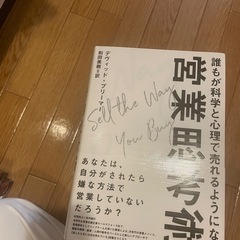 誰もが科学と心理で売れるようにな
営業思考術
デヴィッド・プリーマー
Sell the Way
You Buy
あなたは、
自分がされたら
嫌な方法で
営業していない
だろうか?